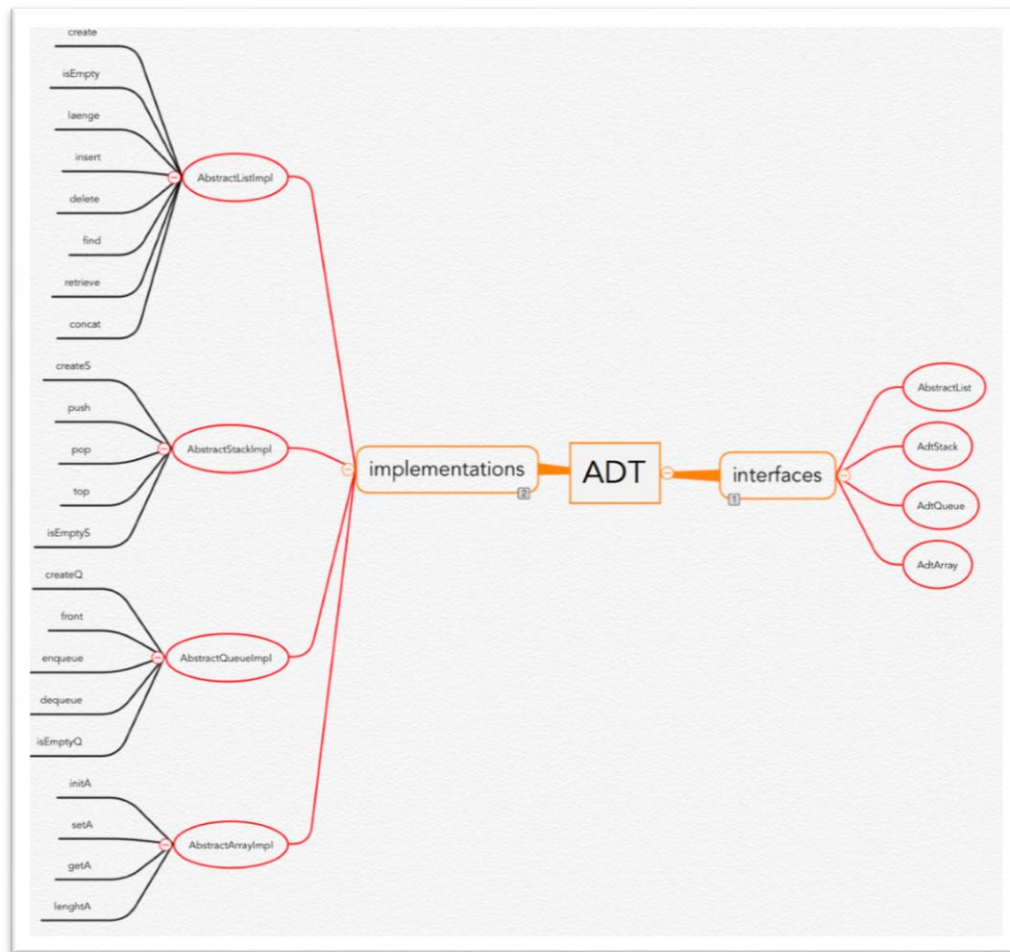 create
isEmpty
laenge
insert
delete
find
retrieve
concat
AbstractListImpl
createS
push
pop
top
isEmptyS
AbstractStackImpl
createQ
front
enqueue
dequeue
isEmptyQ
AbstractQueueImpl
initA
setA
getA
lenghtA
AbstractArrayImpl
implementations
2
ADT
interfaces
1
AbstractList
AdtStack
AdtQueue
AdtArray